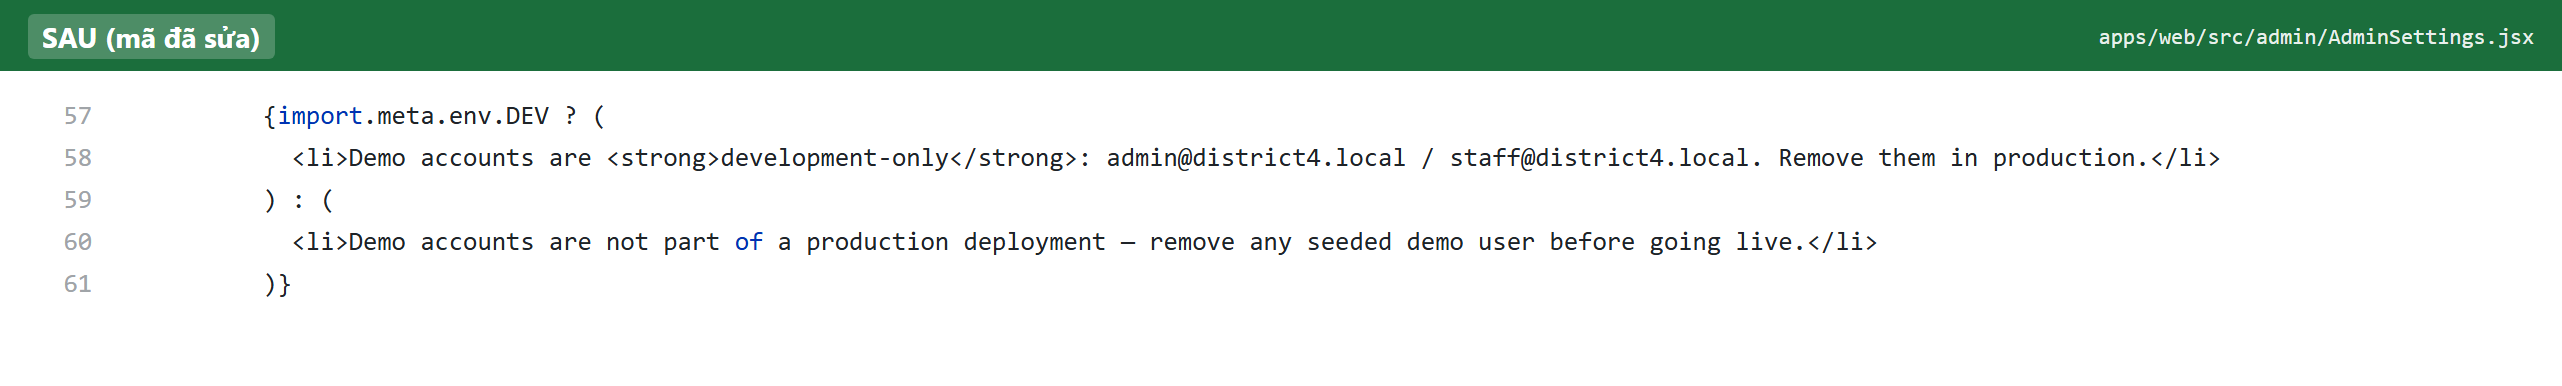 SAU (mã đã sửa)
apps/web/src/admin/AdminSettings.jsx
57 {import.meta.env.DEV ? (
58 <li>Demo accounts are <strong>development-only</strong>: admin@district4.local / staff@district4.local. Remove them in production.</li>
59 ) : (
60 <li>Demo accounts are not part of a production deployment — remove any seeded demo user before going live.</li>
61 )}